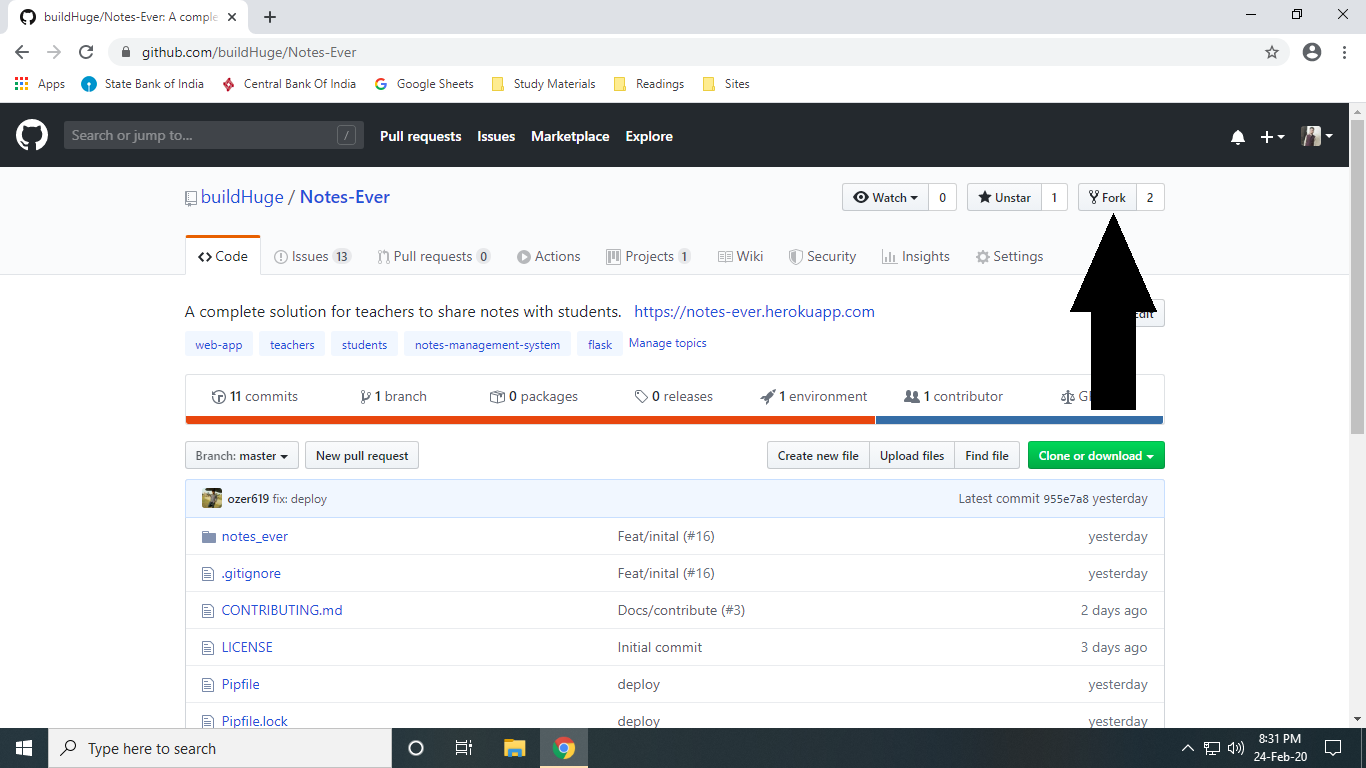 buildHuge/Notes-Ever: A comple
github.com/buildHuge/Notes-Ever
Apps State Bank of India Central Bank Of India Google Sheets Study Materials Readings Sites
Search or jump to... / Pull requests Issues Marketplace Explore
buildHuge / Notes-Ever Watch 0 Unstar 1 Fork 2
Code Issues 13 Pull requests 0 Actions Projects 1 Wiki Security Insights Settings
A complete solution for teachers to share notes with students. https://notes-ever.herokuapp.com
web-app teachers students notes-management-system flask Manage topics
11 commits 1 branch 0 packages 0 releases 1 environment 1 contributor
Branch: master New pull request Create new file Upload files Find file Clone or download
ozer619 fix: deploy Latest commit 955e7a8 yesterday
notes_ever Feat/inital (#16) yesterday
.gitignore Feat/inital (#16) yesterday
CONTRIBUTING.md Docs/contribute (#3) 2 days ago
LICENSE Initial commit 3 days ago
Pipfile deploy yesterday
Pipfile.lock deploy yesterday
Type here to search 8:31 PM
24-Feb-20